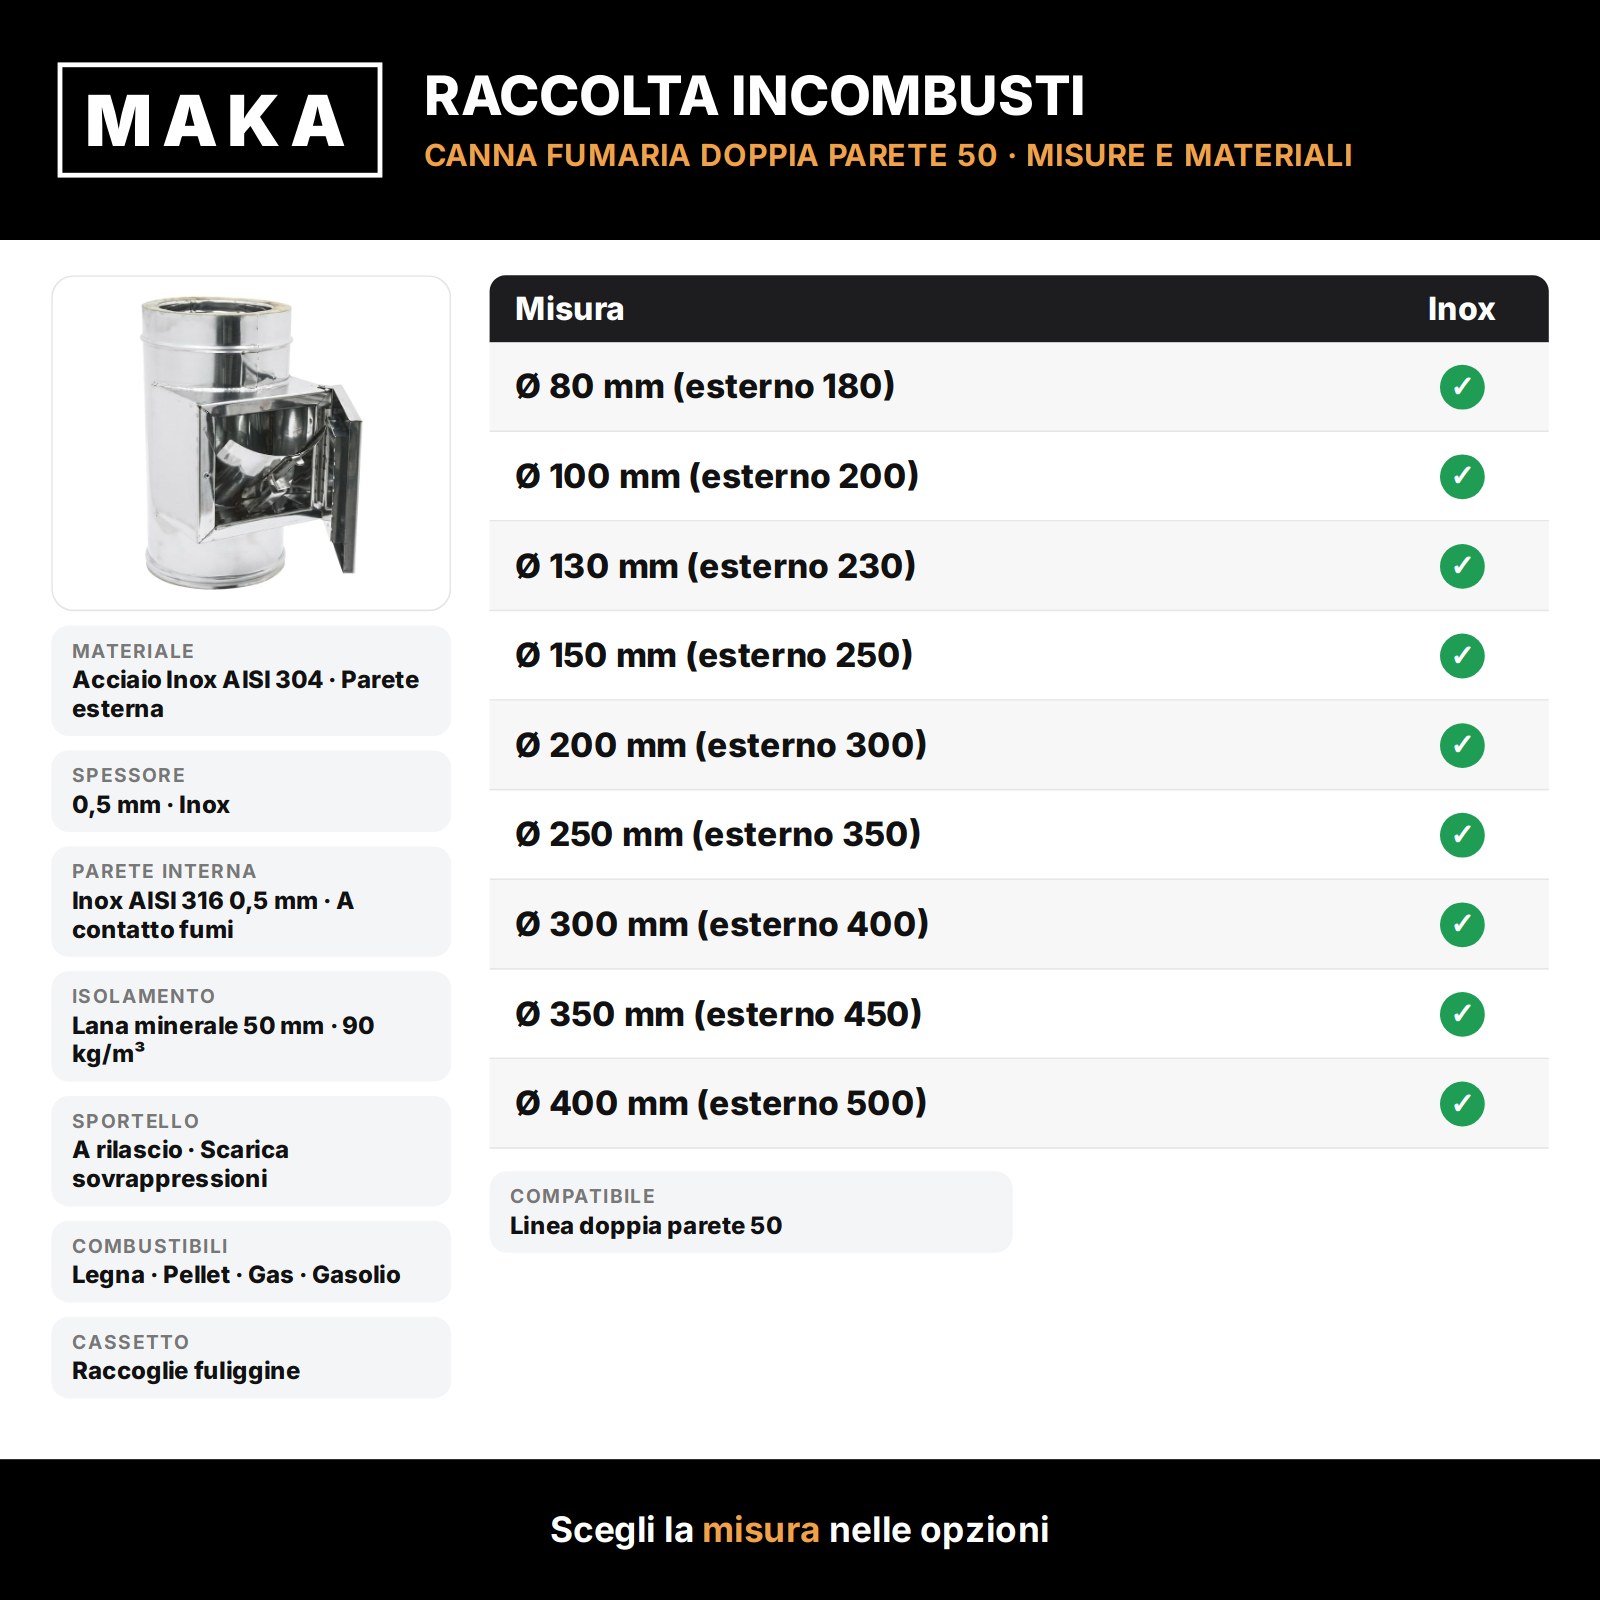 MAKA
RACCOLTA INCOMBUSTI
CANNA FUMARIA DOPPIA PARETE 50 · MISURE E MATERIALI
MATERIALE
Acciaio Inox AISI 304 · Parete
esterna
SPESSORE
0,5 mm · Inox
PARETE INTERNA
Inox AISI 316 0,5 mm · A
contatto fumi
ISOLAMENTO
Lana minerale 50 mm · 90
kg/m³
SPORTELLO
A rilascio · Scarica
sovrappressioni
COMBUSTIBILI
Legna · Pellet · Gas · Gasolio
CASSETTO
Raccoglie fuliggine
Misura Inox
Ø 80 mm (esterno 180) ✓
Ø 100 mm (esterno 200) ✓
Ø 130 mm (esterno 230) ✓
Ø 150 mm (esterno 250) ✓
Ø 200 mm (esterno 300) ✓
Ø 250 mm (esterno 350) ✓
Ø 300 mm (esterno 400) ✓
Ø 350 mm (esterno 450) ✓
Ø 400 mm (esterno 500) ✓
COMPATIBILE
Linea doppia parete 50
Scegli la misura nelle opzioni